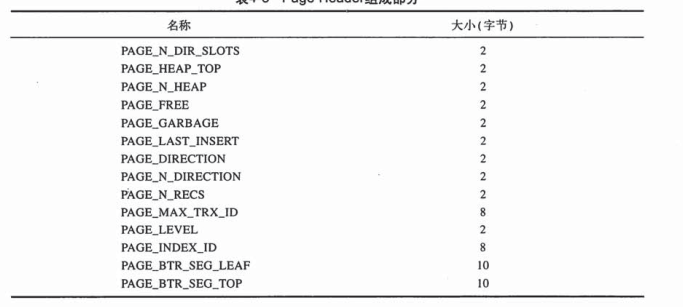 名称 大小(字节)
PAGE_N_DIR_SLOTS 2
PAGE_HEAP_TOP 2
PAGE_N_HEAP 2
PAGE_FREE 2
PAGE_GARBAGE 2
PAGE_LAST_INSERT 2
PAGE_DIRECTION 2
PAGE_N_DIRECTION 2
PAGE_N_RECS 2
PAGE_MAX_TRX_ID 8
PAGE_LEVEL 2
PAGE_INDEX_ID 8
PAGE_BTR_SEG_LEAF 10
PAGE_BTR_SEG_TOP 10